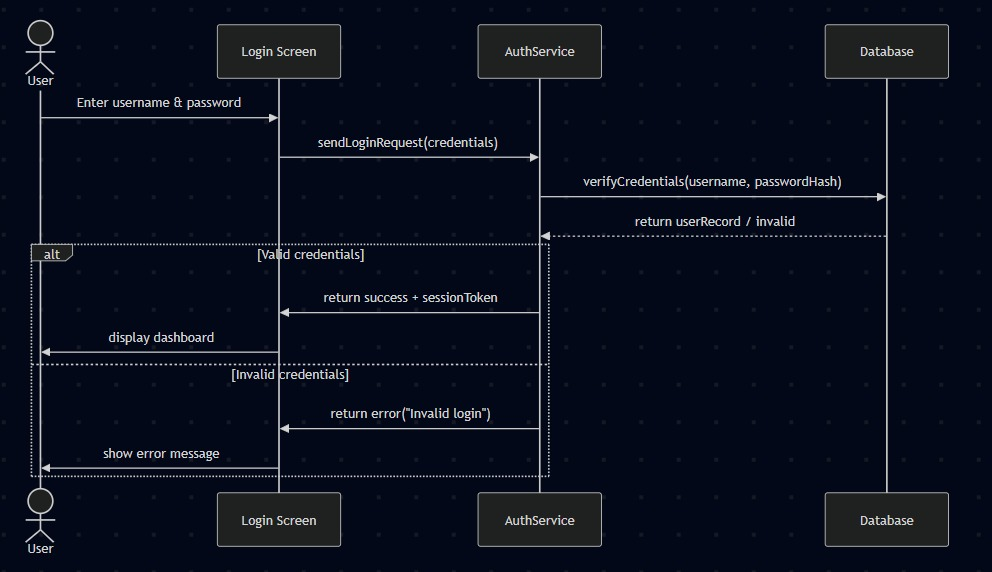 User
Login Screen
AuthService
Database
Enter username & password
sendLoginRequest(credentials)
verifyCredentials(username, passwordHash)
return userRecord / invalid
alt
[Valid credentials]
return success + sessionToken
display dashboard
[Invalid credentials]
return error("Invalid login")
show error message
User
Login Screen
AuthService
Database